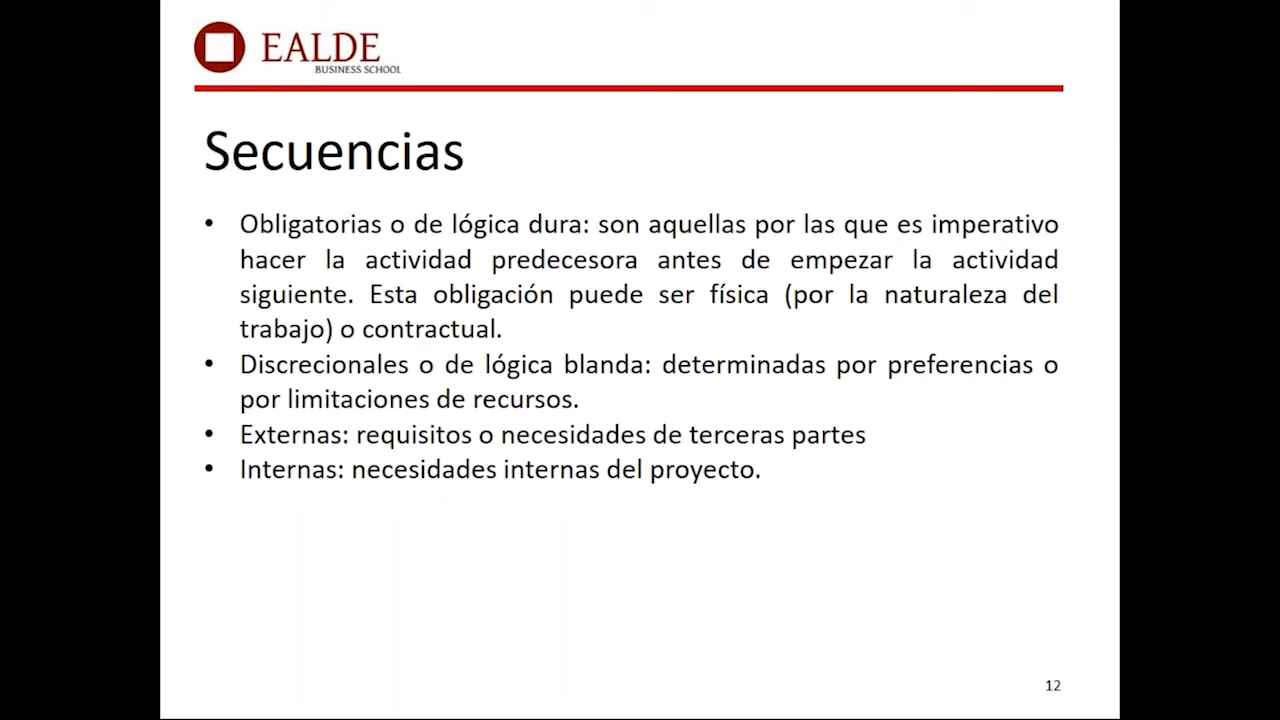 EALDE
BUSINESS SCHOOL
Secuencias
• Obligatorias o de lógica dura: son aquellas por las que es imperativo
hacer la actividad predecesora antes de empezar la actividad
siguiente. Esta obligación puede ser física (por la naturaleza del
trabajo) o contractual.
• Discrecionales o de lógica blanda: determinadas por preferencias o
por limitaciones de recursos.
• Externas: requisitos o necesidades de terceras partes
• Internas: necesidades internas del proyecto.
12